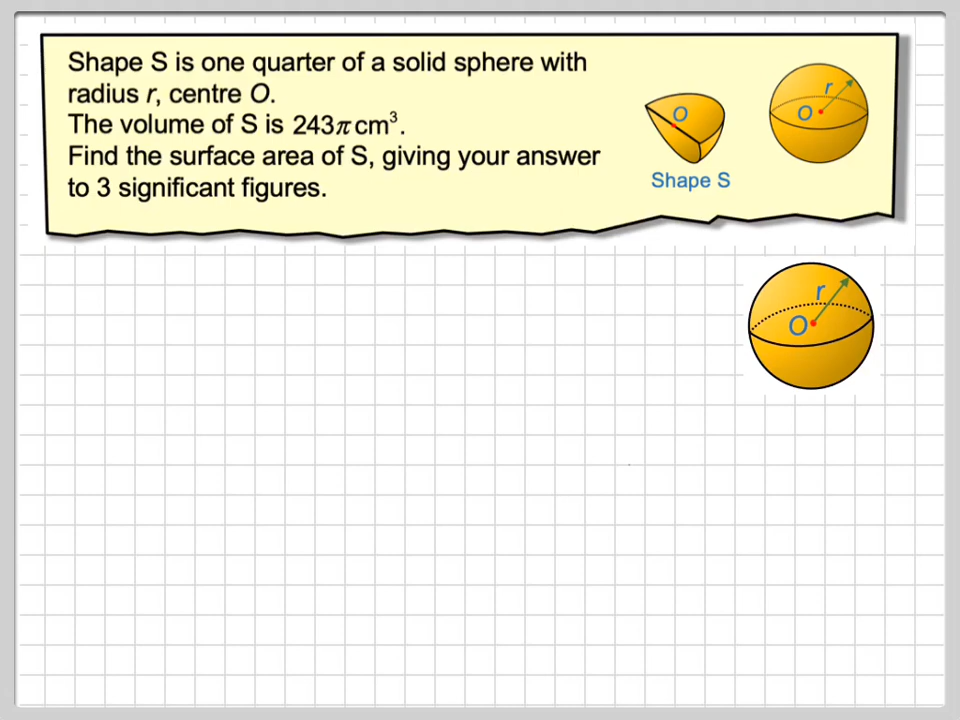 Shape S is one quarter of a solid sphere with
radius r, centre O.
The volume of S is 243π cm³.
Find the surface area of S, giving your answer
to 3 significant figures.
O
Shape S
r
O
r
O